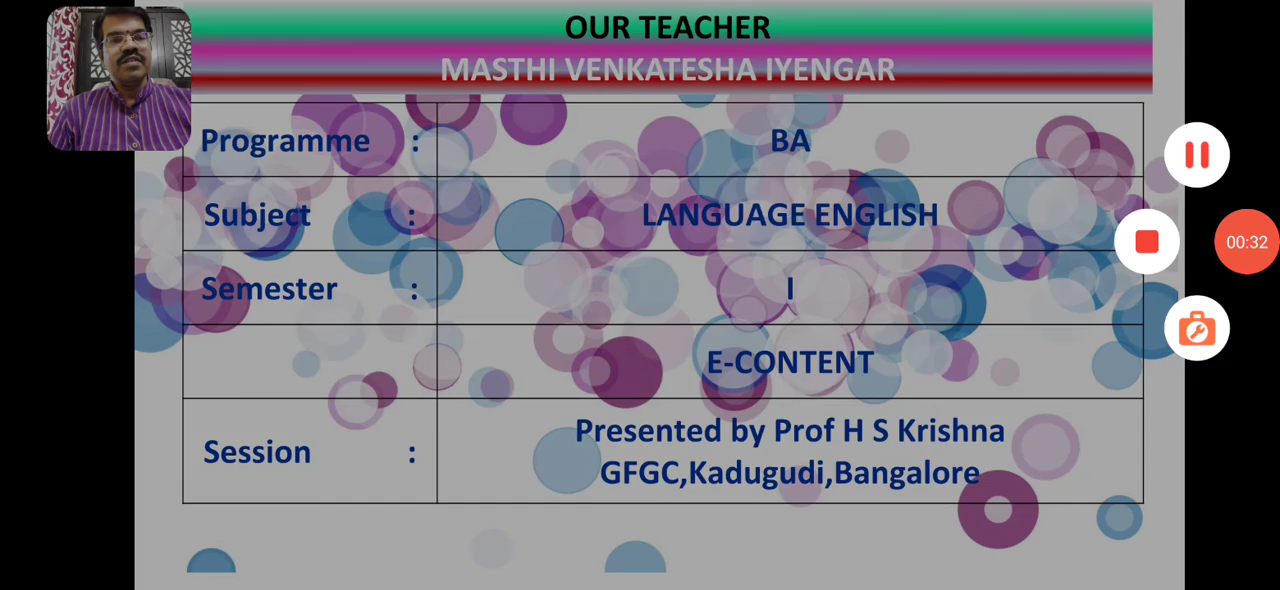 OUR TEACHER
MASTHI VENKATESHA IYENGAR
Programme : BA
Subject : LANGUAGE ENGLISH
Semester : I
E-CONTENT
Session : Presented by Prof H S Krishna
GFGC,Kadugudi,Bangalore
00:32